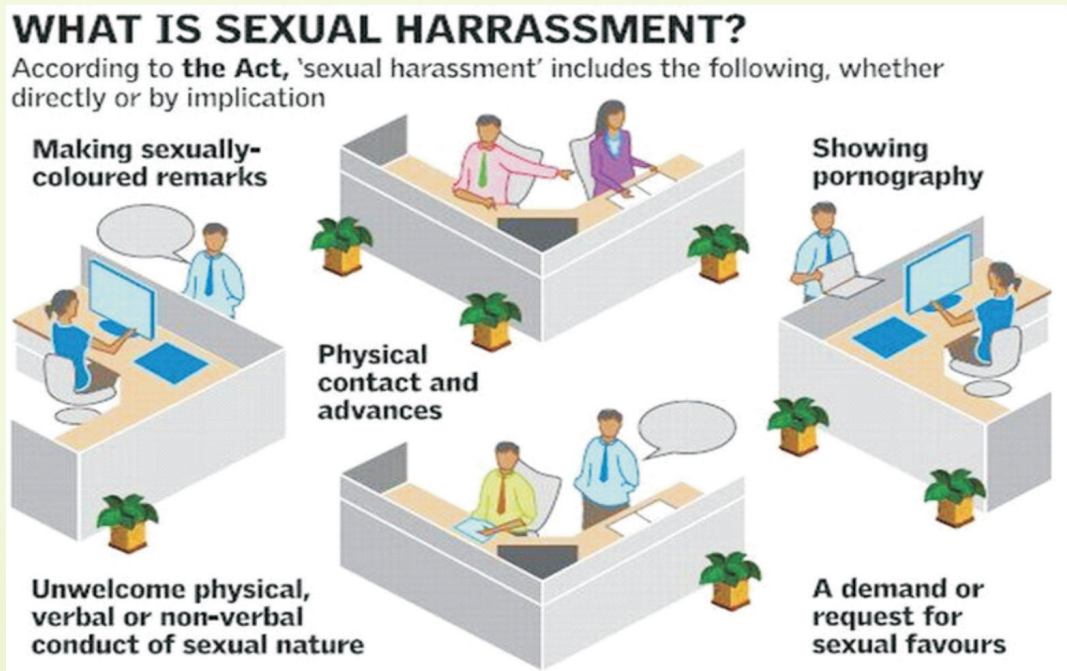 WHAT IS SEXUAL HARRASSMENT?
According to the Act, ‘sexual harassment’ includes the following, whether
directly or by implication
Making sexually-
coloured remarks
Showing
pornography
Physical
contact and
advances
Unwelcome physical,
verbal or non-verbal
conduct of sexual nature
A demand or
request for
sexual favours